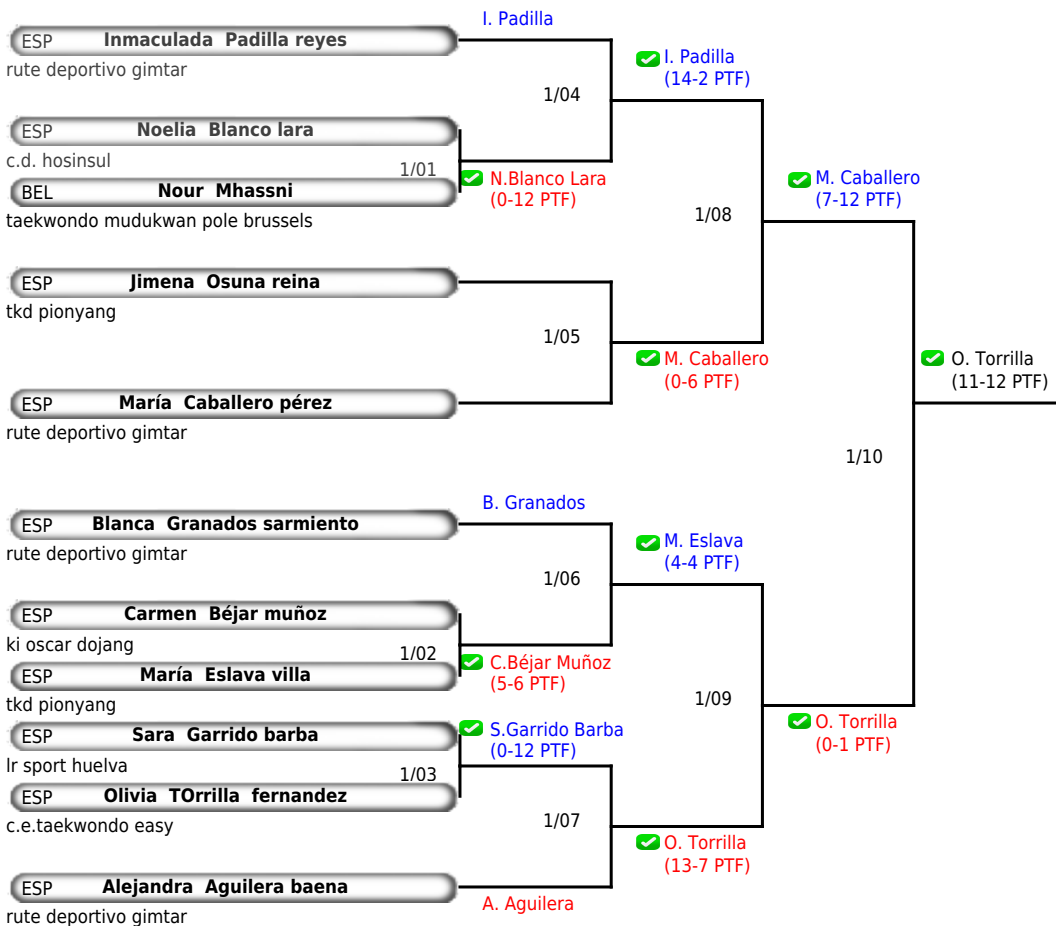 I. Padilla
ESP Inmaculada Padilla reyes
rute deportivo gimtar
I. Padilla
(14-2 PTF)
1/04
ESP Noelia Blanco lara
c.d. hosinsul
1/01
BEL Nour Mhassni
taekwondo mudukwan pole brussels
N.Blanco Lara
(0-12 PTF)
M. Caballero
(7-12 PTF)
1/08
ESP Jimena Osuna reina
tkd pionyang
1/05
M. Caballero
(0-6 PTF)
O. Torrilla
(11-12 PTF)
ESP María Caballero pérez
rute deportivo gimtar
1/10
B. Granados
ESP Blanca Granados sarmiento
rute deportivo gimtar
M. Eslava
(4-4 PTF)
1/06
ESP Carmen Béjar muñoz
ki oscar dojang
1/02
ESP María Eslava villa
tkd pionyang
C.Béjar Muñoz
(5-6 PTF)
1/09
ESP Sara Garrido barba
lr sport huelva
S.Garrido Barba
(0-12 PTF)
O. Torrilla
(0-1 PTF)
1/03
ESP Olivia TOrrilla fernandez
c.e.taekwondo easy
1/07
O. Torrilla
(13-7 PTF)
ESP Alejandra Aguilera baena
rute deportivo gimtar
A. Aguilera